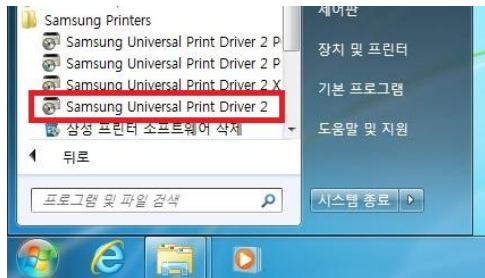 Samsung Printers
Samsung Universal Print Driver 2 P
Samsung Universal Print Driver 2 P
Samsung Universal Print Driver 2 X
Samsung Universal Print Driver 2
삼성 프린터 소프트웨어 삭제
뒤로
프로그램 및 파일 검색
제어판
장치 및 프린터
기본 프로그램
도움말 및 지원
시스템 종료